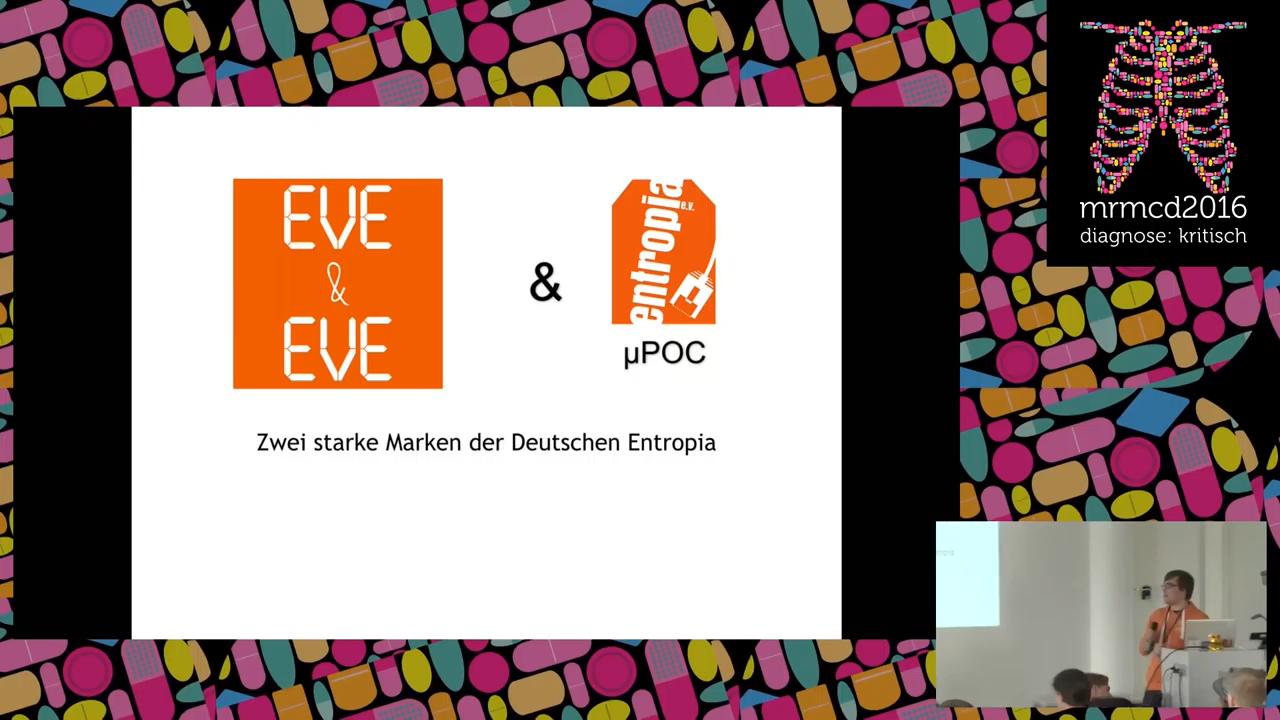 EVE
&
EVE
&
entropia
e.V.
µPOC
Zwei starke Marken der Deutschen Entropia
mrmcd2016
diagnose: kritisch